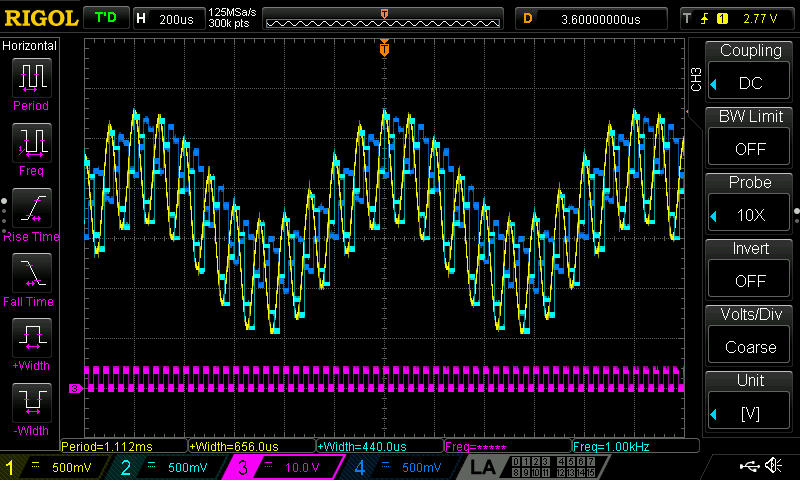 RIGOL T'D H 200us 125MSa/s 300k pts T D 3.60000000us T 1 2.77 V
Horizontal
Period
Freq
Rise Time
Fall Time
+Width
-Width
T
3
CH3
Coupling
DC
BW Limit
OFF
Probe
10X
Invert
OFF
Volts/Div
Coarse
Unit
[V]
Period=1.112ms +Width=656.0us +Width=440.0us Freq=***** Freq=1.00kHz
1 500mV 2 500mV 3 10.0 V 4 500mV LA 0 1 2 3 4 5 6 7
8 9 10 11 12 13 14 15